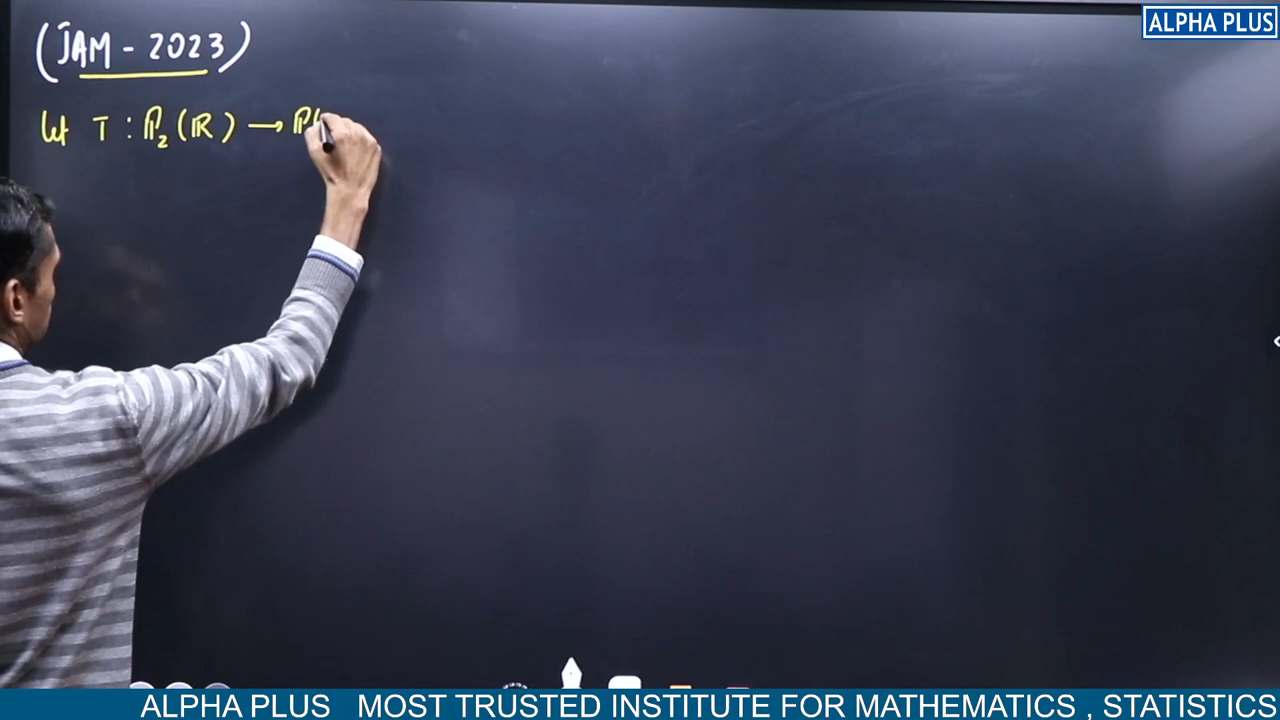 (JAM - 2023)
ALPHA PLUS
let T : ℙ₂(ℝ) → ℙ(
ALPHA PLUS MOST TRUSTED INSTITUTE FOR MATHEMATICS , STATISTICS